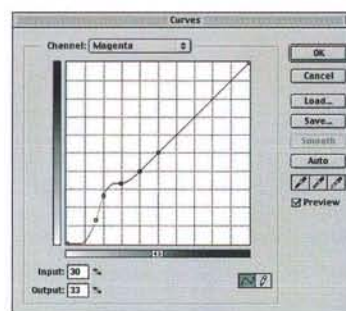 Curves
Channel: Magenta
OK
Cancel
Load...
Save...
Smooth
Auto
Preview
Input: 30 %
Output: 33 %